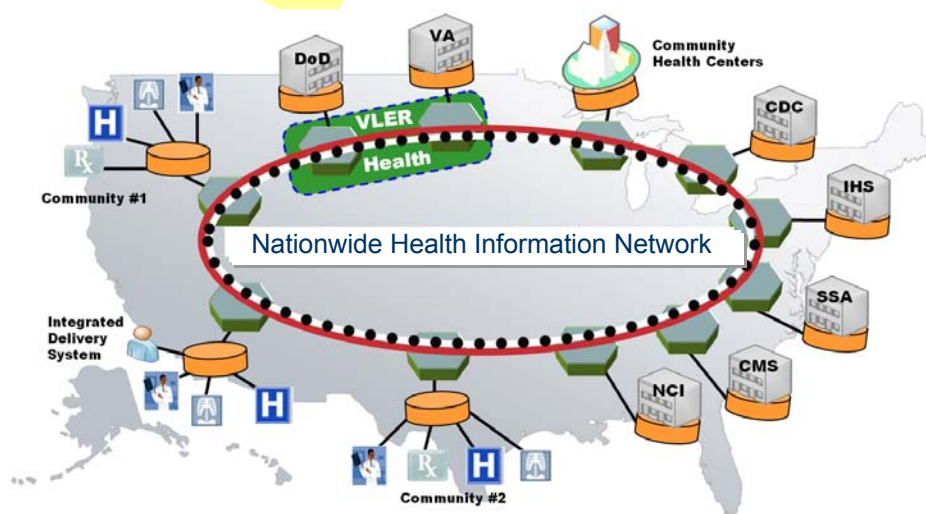 VA
DoD
Community
Health Centers
VLER
CDC
H
Health
Rx
Community #1
IHS
Nationwide Health Information Network
SSA
Integrated
Delivery
System
CMS
NCI
H
Rx
H
Community #2